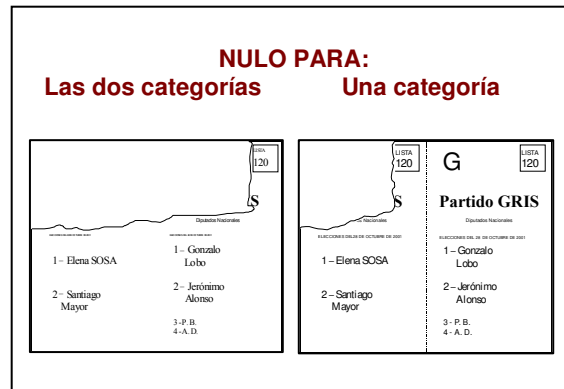 NULO PARA:
Las dos categorías
Una categoría
LISTA
120
S
Diputados Nacionales
1 – Elena SOSA
2 – Santiago
Mayor
1 – Gonzalo
Lobo
2 – Jerónimo
Alonso
3 -P. B.
4 - A. D.
LISTA
120
S
Nacionales
ELECCIONES DEL 28 DE OCTUBRE DE 2001
1 – Elena SOSA
2 – Santiago
Mayor
G
LISTA
120
Partido GRIS
Diputados Nacionales
ELECCIONES DEL 28 DE OCTUBRE DE 2001
1 – Gonzalo
Lobo
2 – Jerónimo
Alonso
3 - P. B.
4 - A. D.